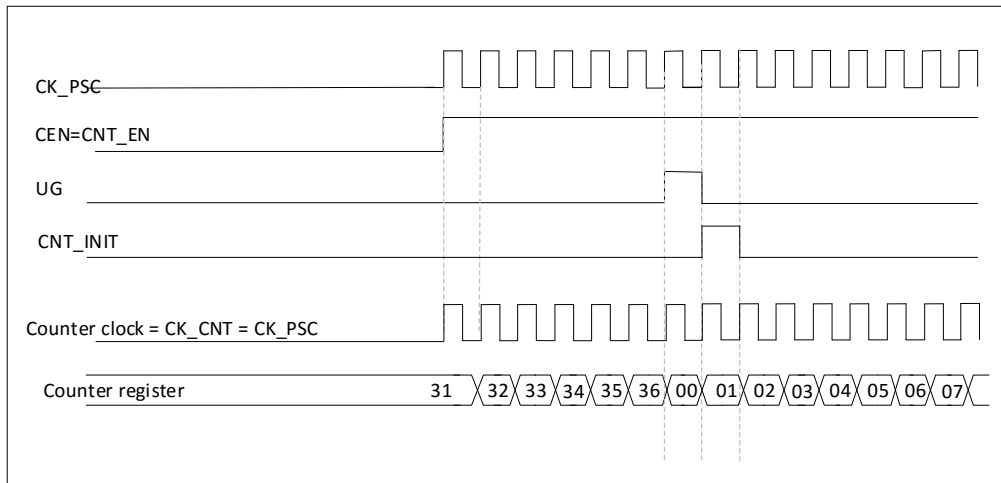 CK_PSC
CEN=CNT_EN
UG
CNT_INIT
Counter clock = CK_CNT = CK_PSC
Counter register 31 32 33 34 35 36 00 01 02 03 04 05 06 07